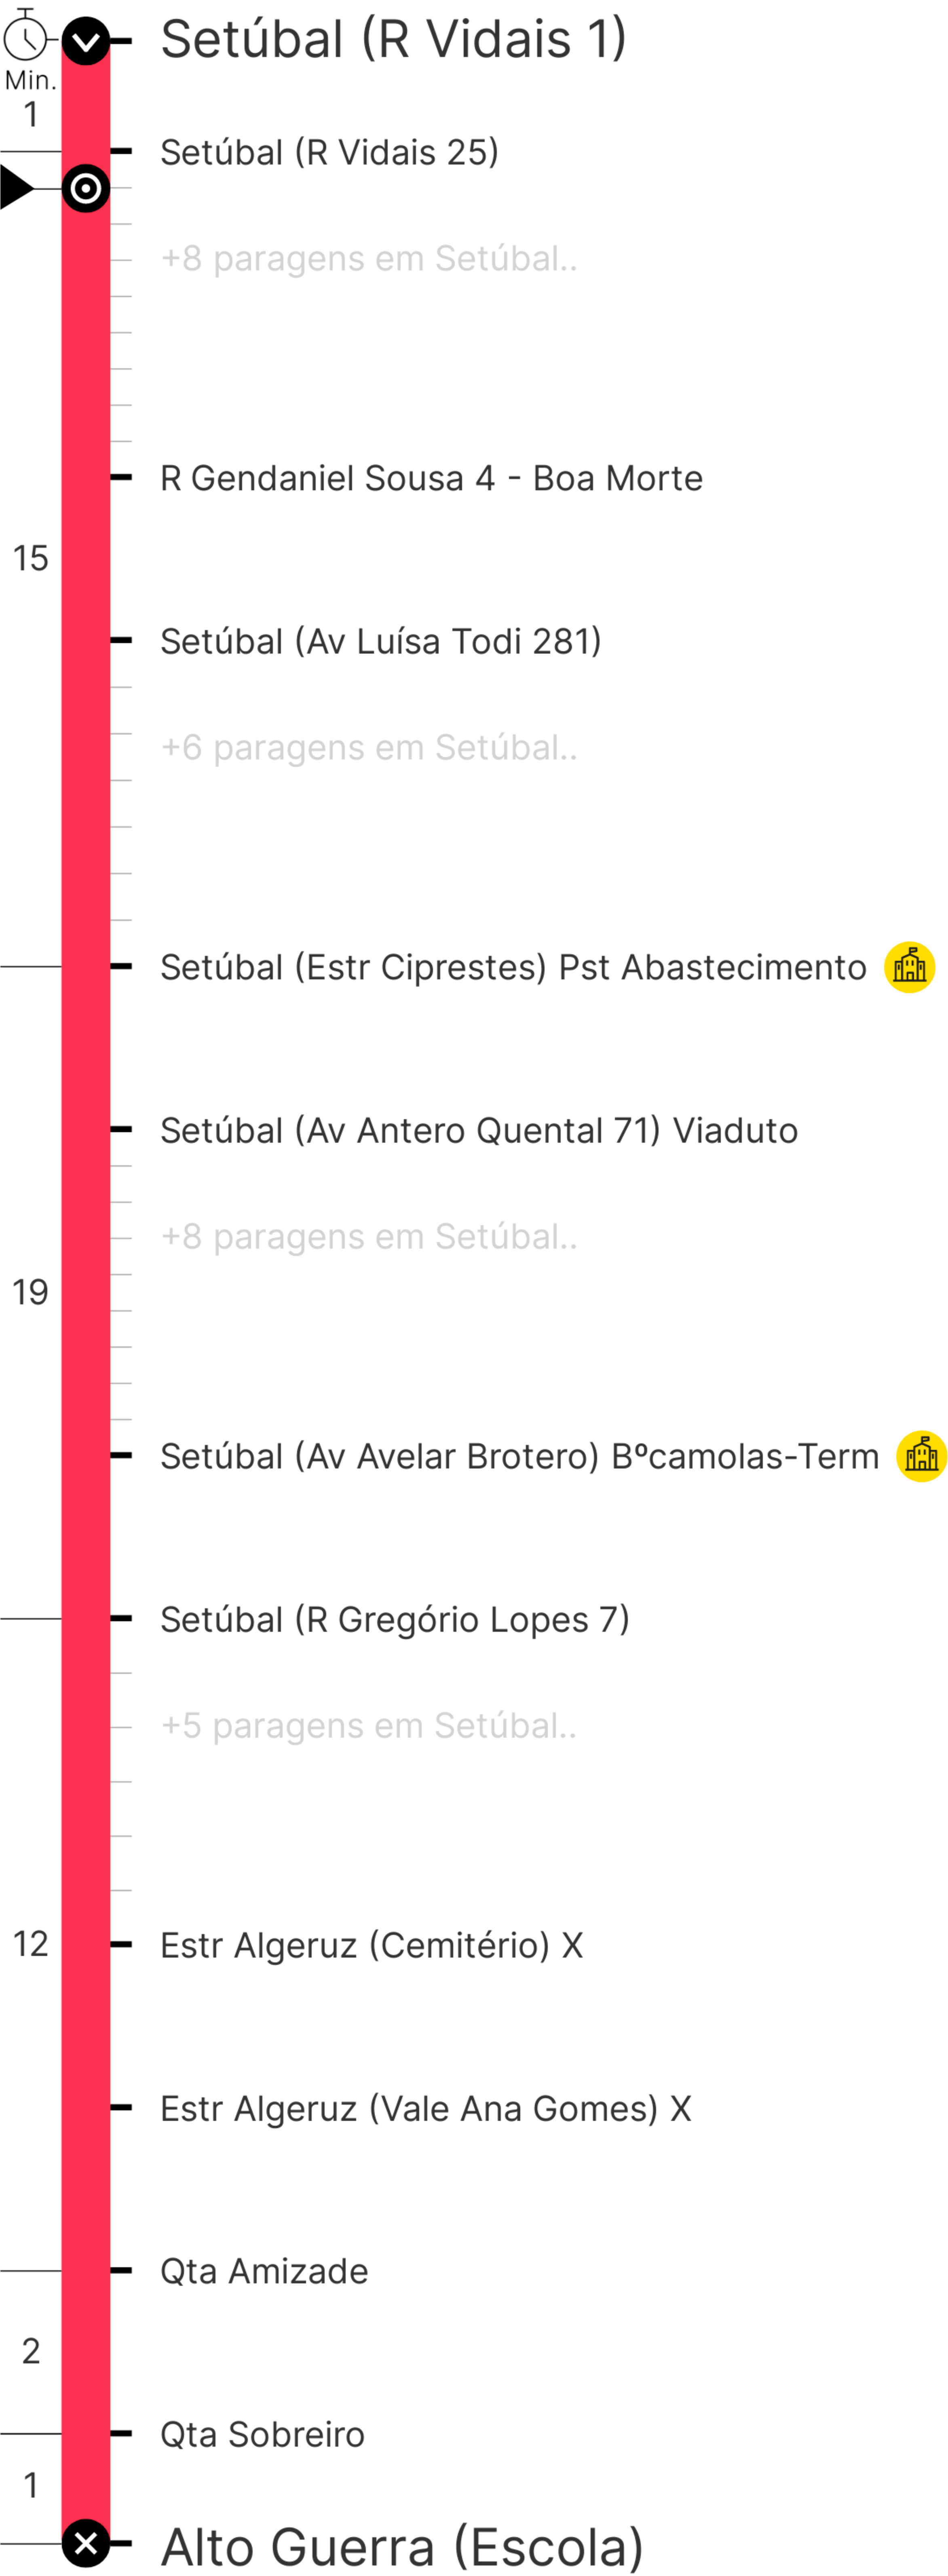 Setúbal (R Vidais 1)
Min.
1
Setúbal (R Vidais 25)
+8 paragens em Setúbal..
R Gendaniel Sousa 4 - Boa Morte
15
Setúbal (Av Luísa Todi 281)
+6 paragens em Setúbal..
Setúbal (Estr Ciprestes) Pst Abastecimento
Setúbal (Av Antero Quental 71) Viaduto
+8 paragens em Setúbal..
19
Setúbal (Av Avelar Brotero) Bºcamolas-Term
Setúbal (R Gregório Lopes 7)
+5 paragens em Setúbal..
12
Estr Algeruz (Cemitério) X
Estr Algeruz (Vale Ana Gomes) X
Qta Amizade
2
Qta Sobreiro
1
Alto Guerra (Escola)